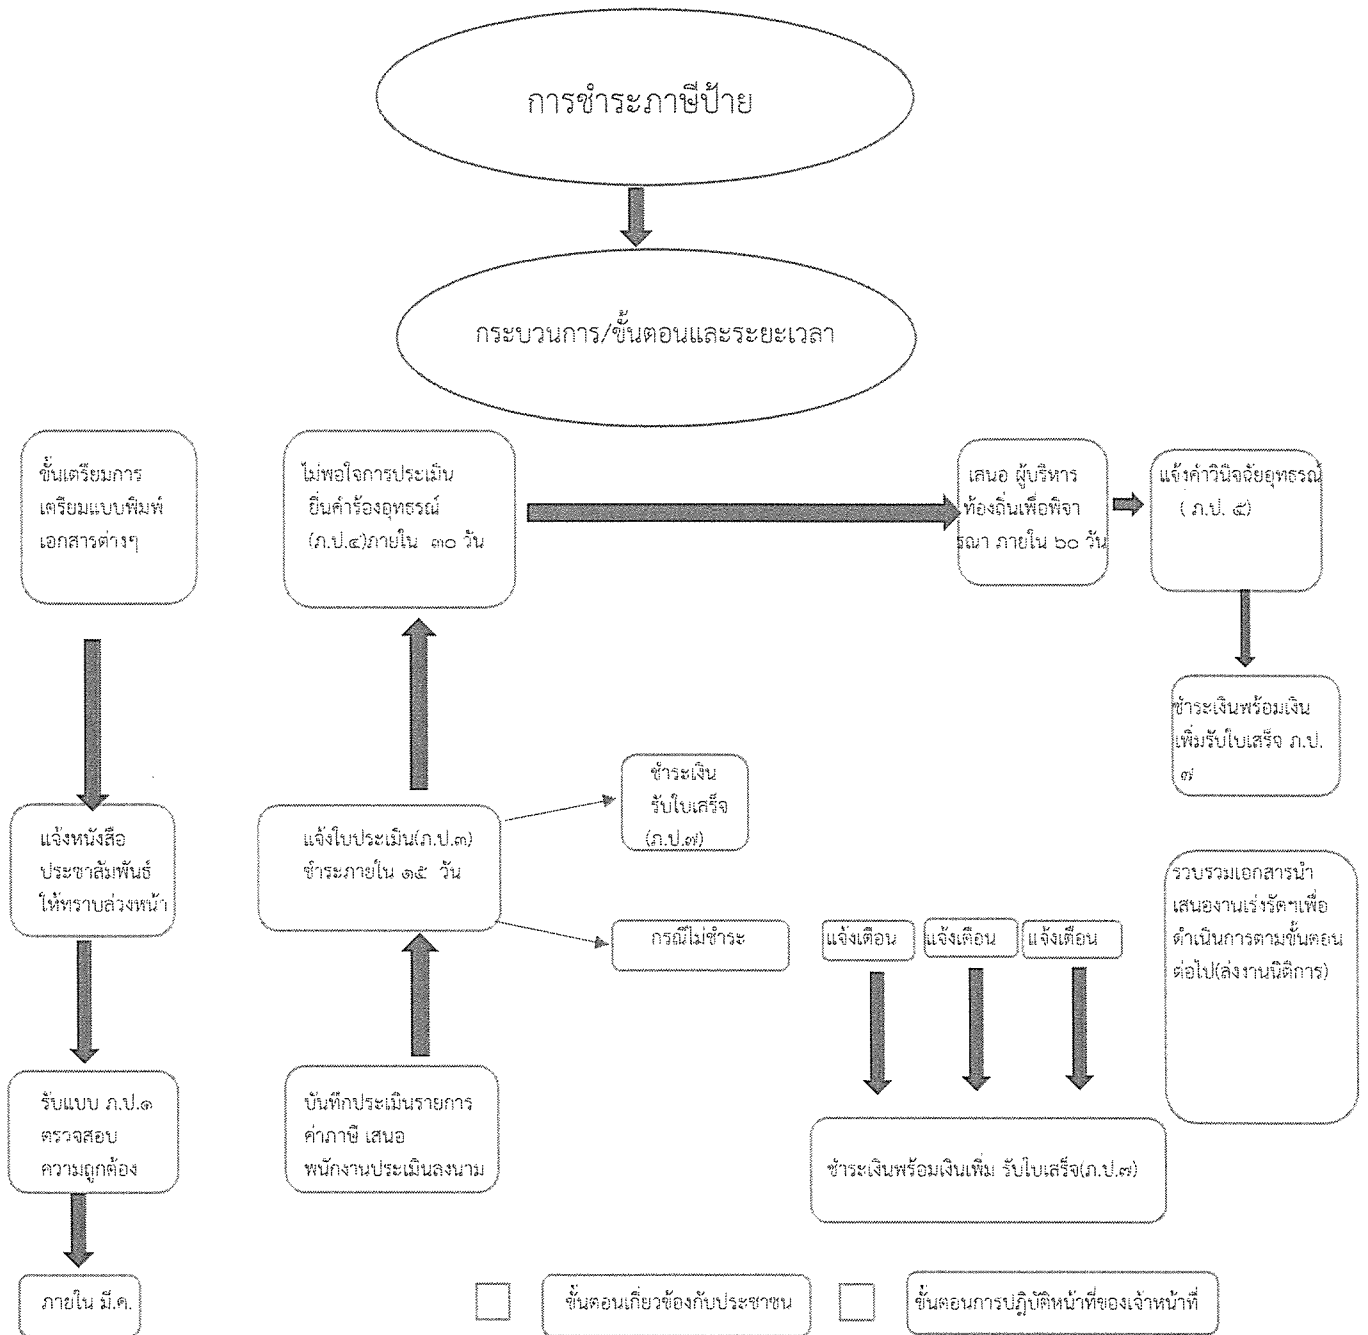 การชำระภาษีป้าย
กระบวนการ/ขั้นตอนและระยะเวลา
ขั้นเตรียมการ
เตรียมแบบพิมพ์
เอกสารต่างๆ
ไม่พอใจการประเมิน
ยื่นคำร้องอุทธรณ์
(ภ.ป.๔)ภายใน ๓๐ วัน
เสนอ ผู้บริหาร
ท้องถิ่นเพื่อพิจา
รณา ภายใน ๖๐ วัน
แจ้งคำวินิจฉัยอุทธรณ์
( ภ.ป. ๕)
ชำระเงินพร้อมเงิน
เพิ่มรับใบเสร็จ ภ.ป.
๗
แจ้งหนังสือ
ประชาสัมพันธ์
ให้ทราบล่วงหน้า
แจ้งใบประเมิน(ภ.ป.๓)
ชำระภายใน ๑๕ วัน
ชำระเงิน
รับใบเสร็จ
(ภ.ป.๗)
กรณีไม่ชำระ
แจ้งเตือน
แจ้งเตือน
แจ้งเตือน
รวบรวมเอกสารนำ
เสนองานเร่งรัดฯเพื่อ
ดำเนินการตามขั้นตอน
ต่อไป(ส่งงานนิติการ)
รับแบบ ภ.ป.๑
ตรวจสอบ
ความถูกต้อง
บันทึกประเมินรายการ
ค่าภาษี เสนอ
พนักงานประเมินลงนาม
ชำระเงินพร้อมเงินเพิ่ม รับใบเสร็จ(ภ.ป.๗)
ภายใน มี.ค.
ขั้นตอนเกี่ยวข้องกับประชาชน
ขั้นตอนการปฏิบัติหน้าที่ของเจ้าหน้าที่